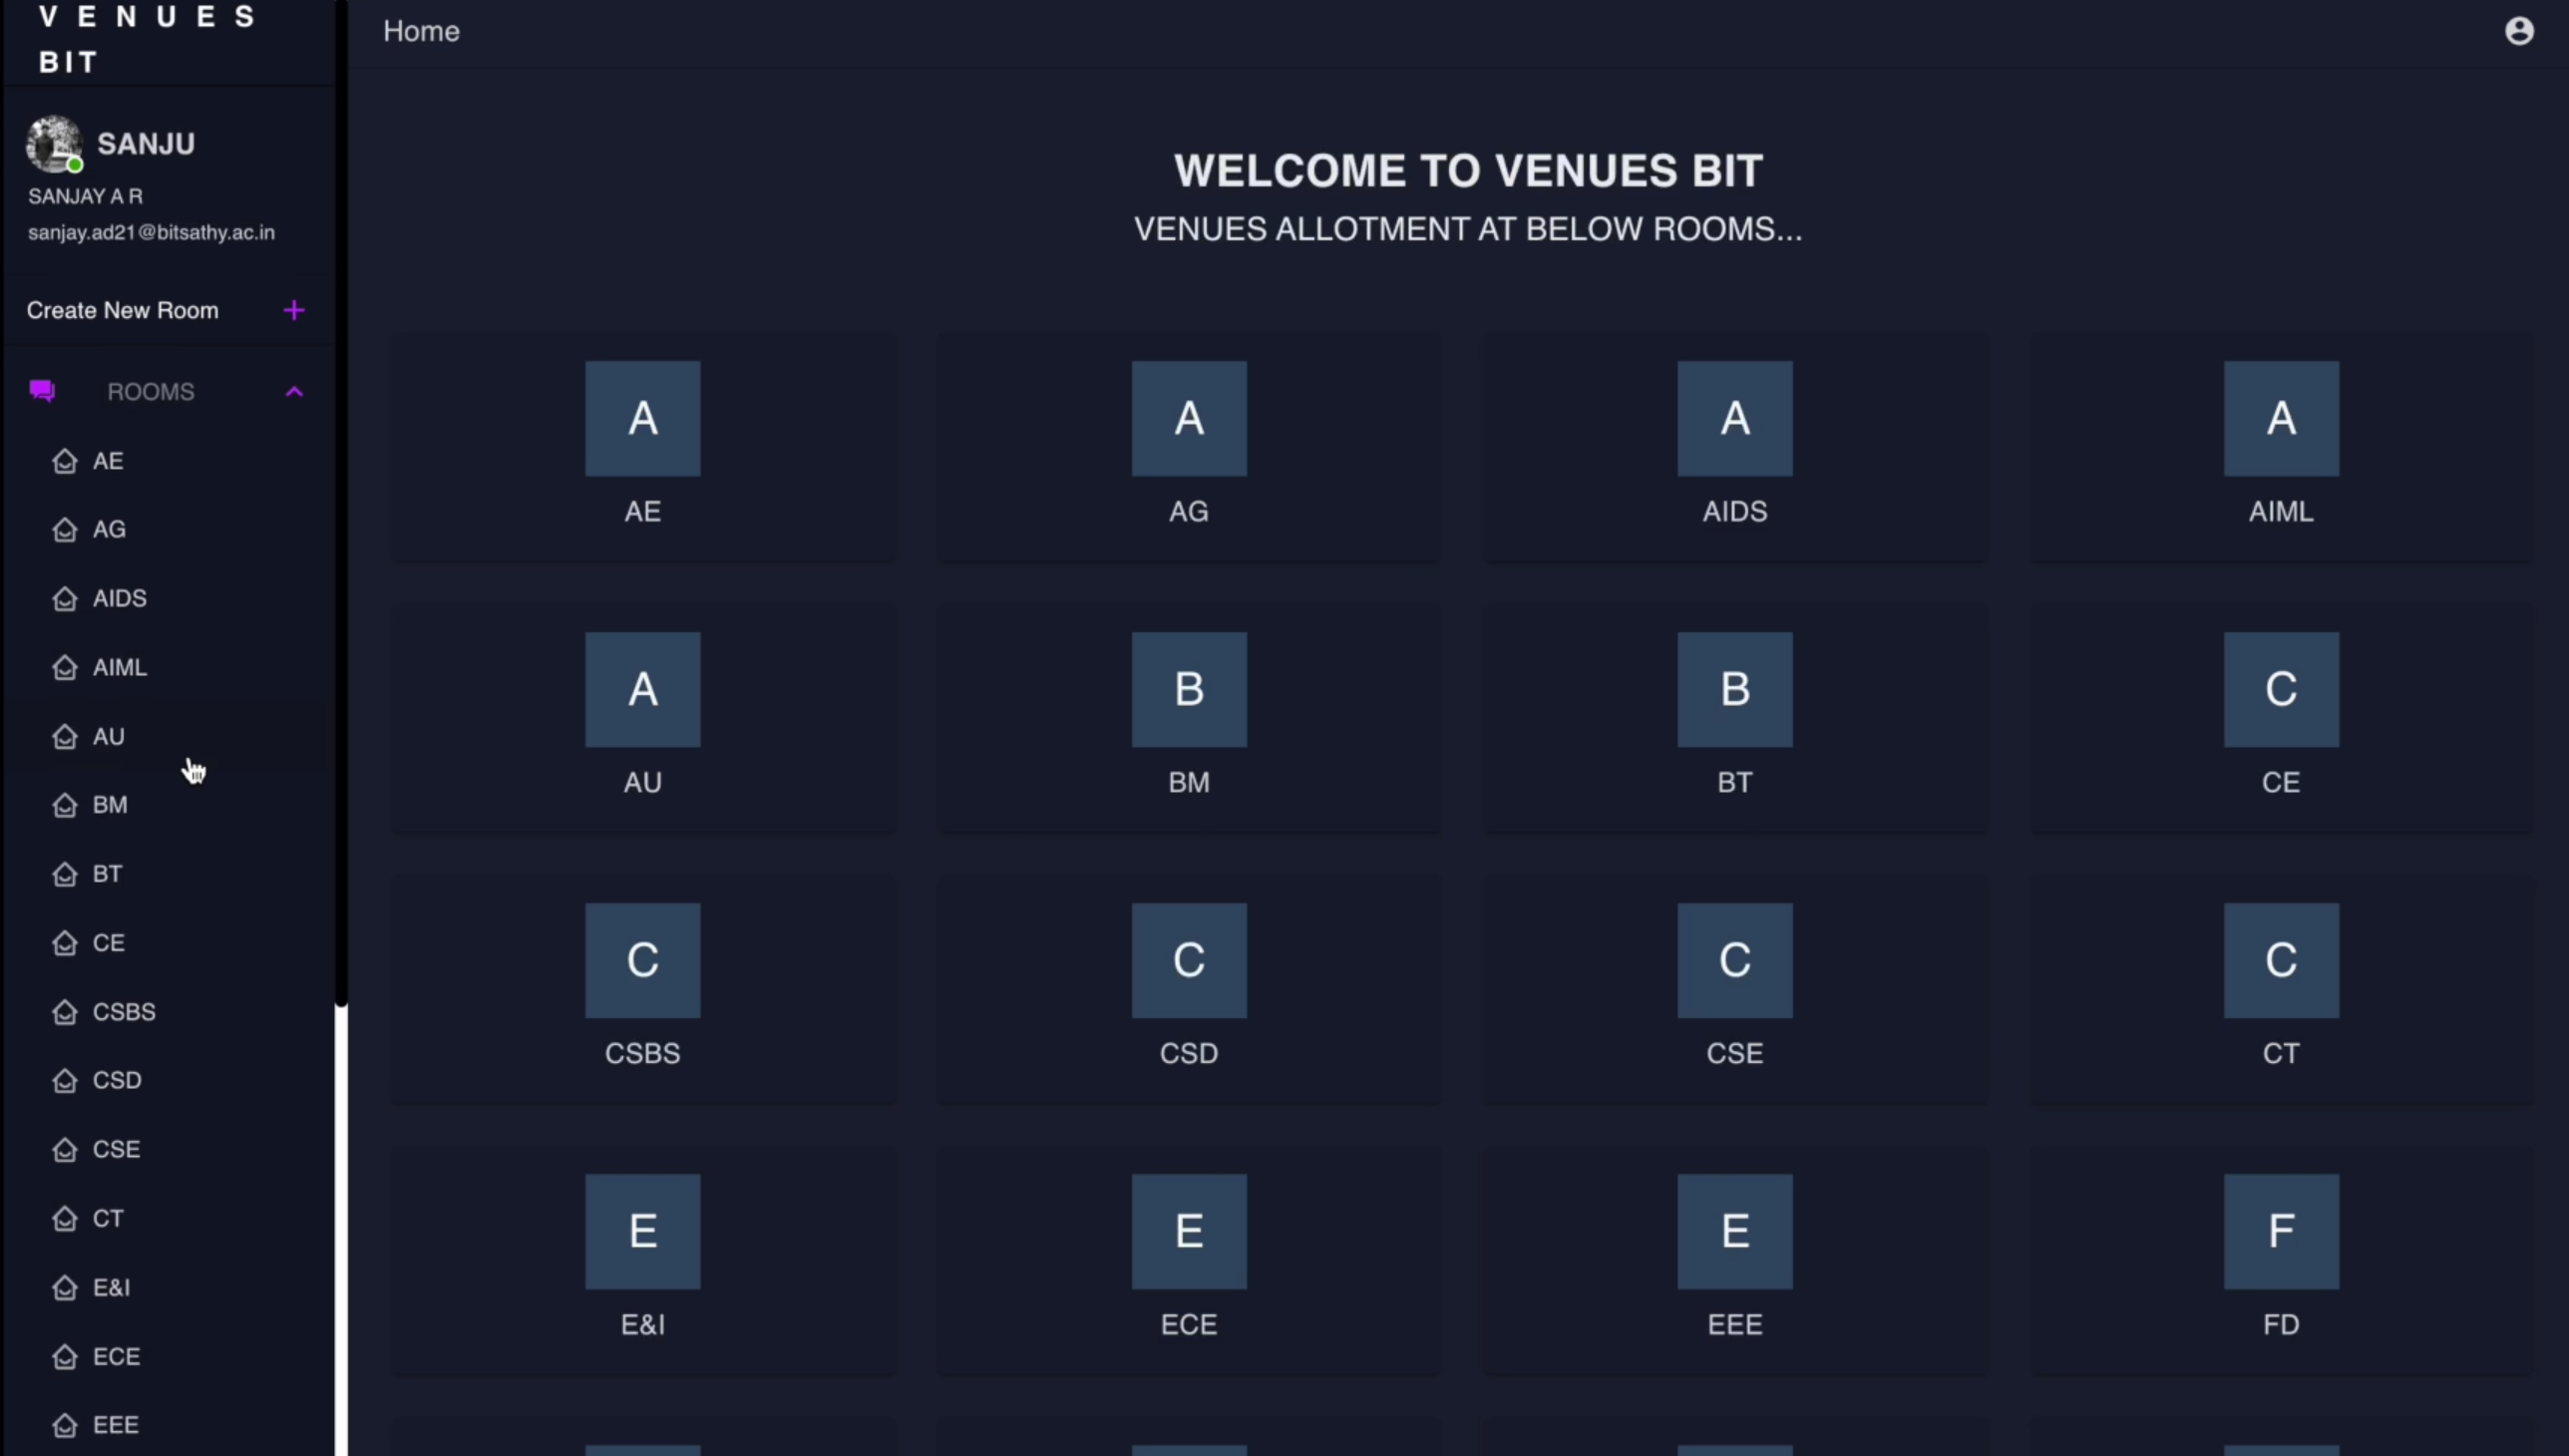 V E N U E S
BIT
SANJU
SANJAY A R
sanjay.ad21@bitsathy.ac.in
Create New Room +
ROOMS
AE
AG
AIDS
AIML
AU
BM
BT
CE
CSBS
CSD
CSE
CT
E&I
ECE
EEE
Home
WELCOME TO VENUES BIT
VENUES ALLOTMENT AT BELOW ROOMS...
A A A A
AE AG AIDS AIML
A B B C
AU BM BT CE
C C C C
CSBS CSD CSE CT
E E E F
E&I ECE EEE FD